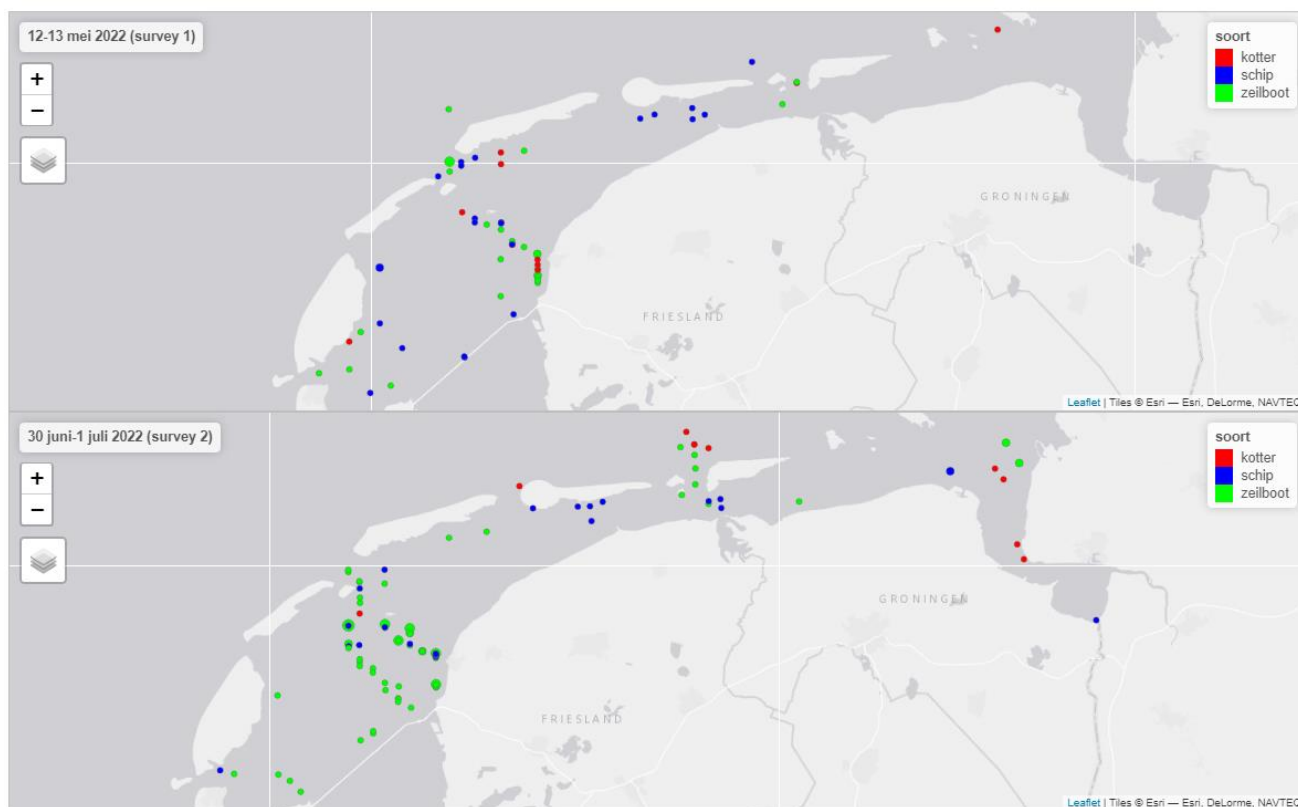 12-13 mei 2022 (survey 1)
+
−
soort
kotter
schip
zeilboot
GRONINGEN
FRIESLAND
Leaflet | Tiles © Esri — Esri, DeLorme, NAVTEQ
30 juni-1 juli 2022 (survey 2)
+
−
soort
kotter
schip
zeilboot
GRONINGEN
FRIESLAND
Leaflet | Tiles © Esri — Esri, DeLorme, NAVTEQ